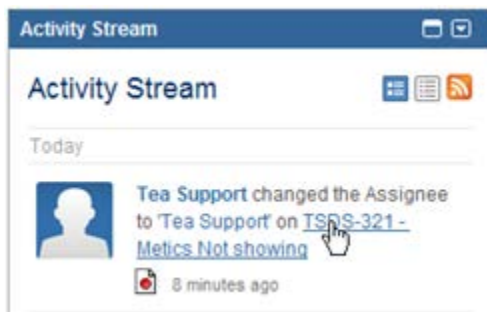 Activity Stream
Activity Stream
Today
Tea Support changed the Assignee
to 'Tea Support' on TSDS-321 -
Metics Not showing
8 minutes ago